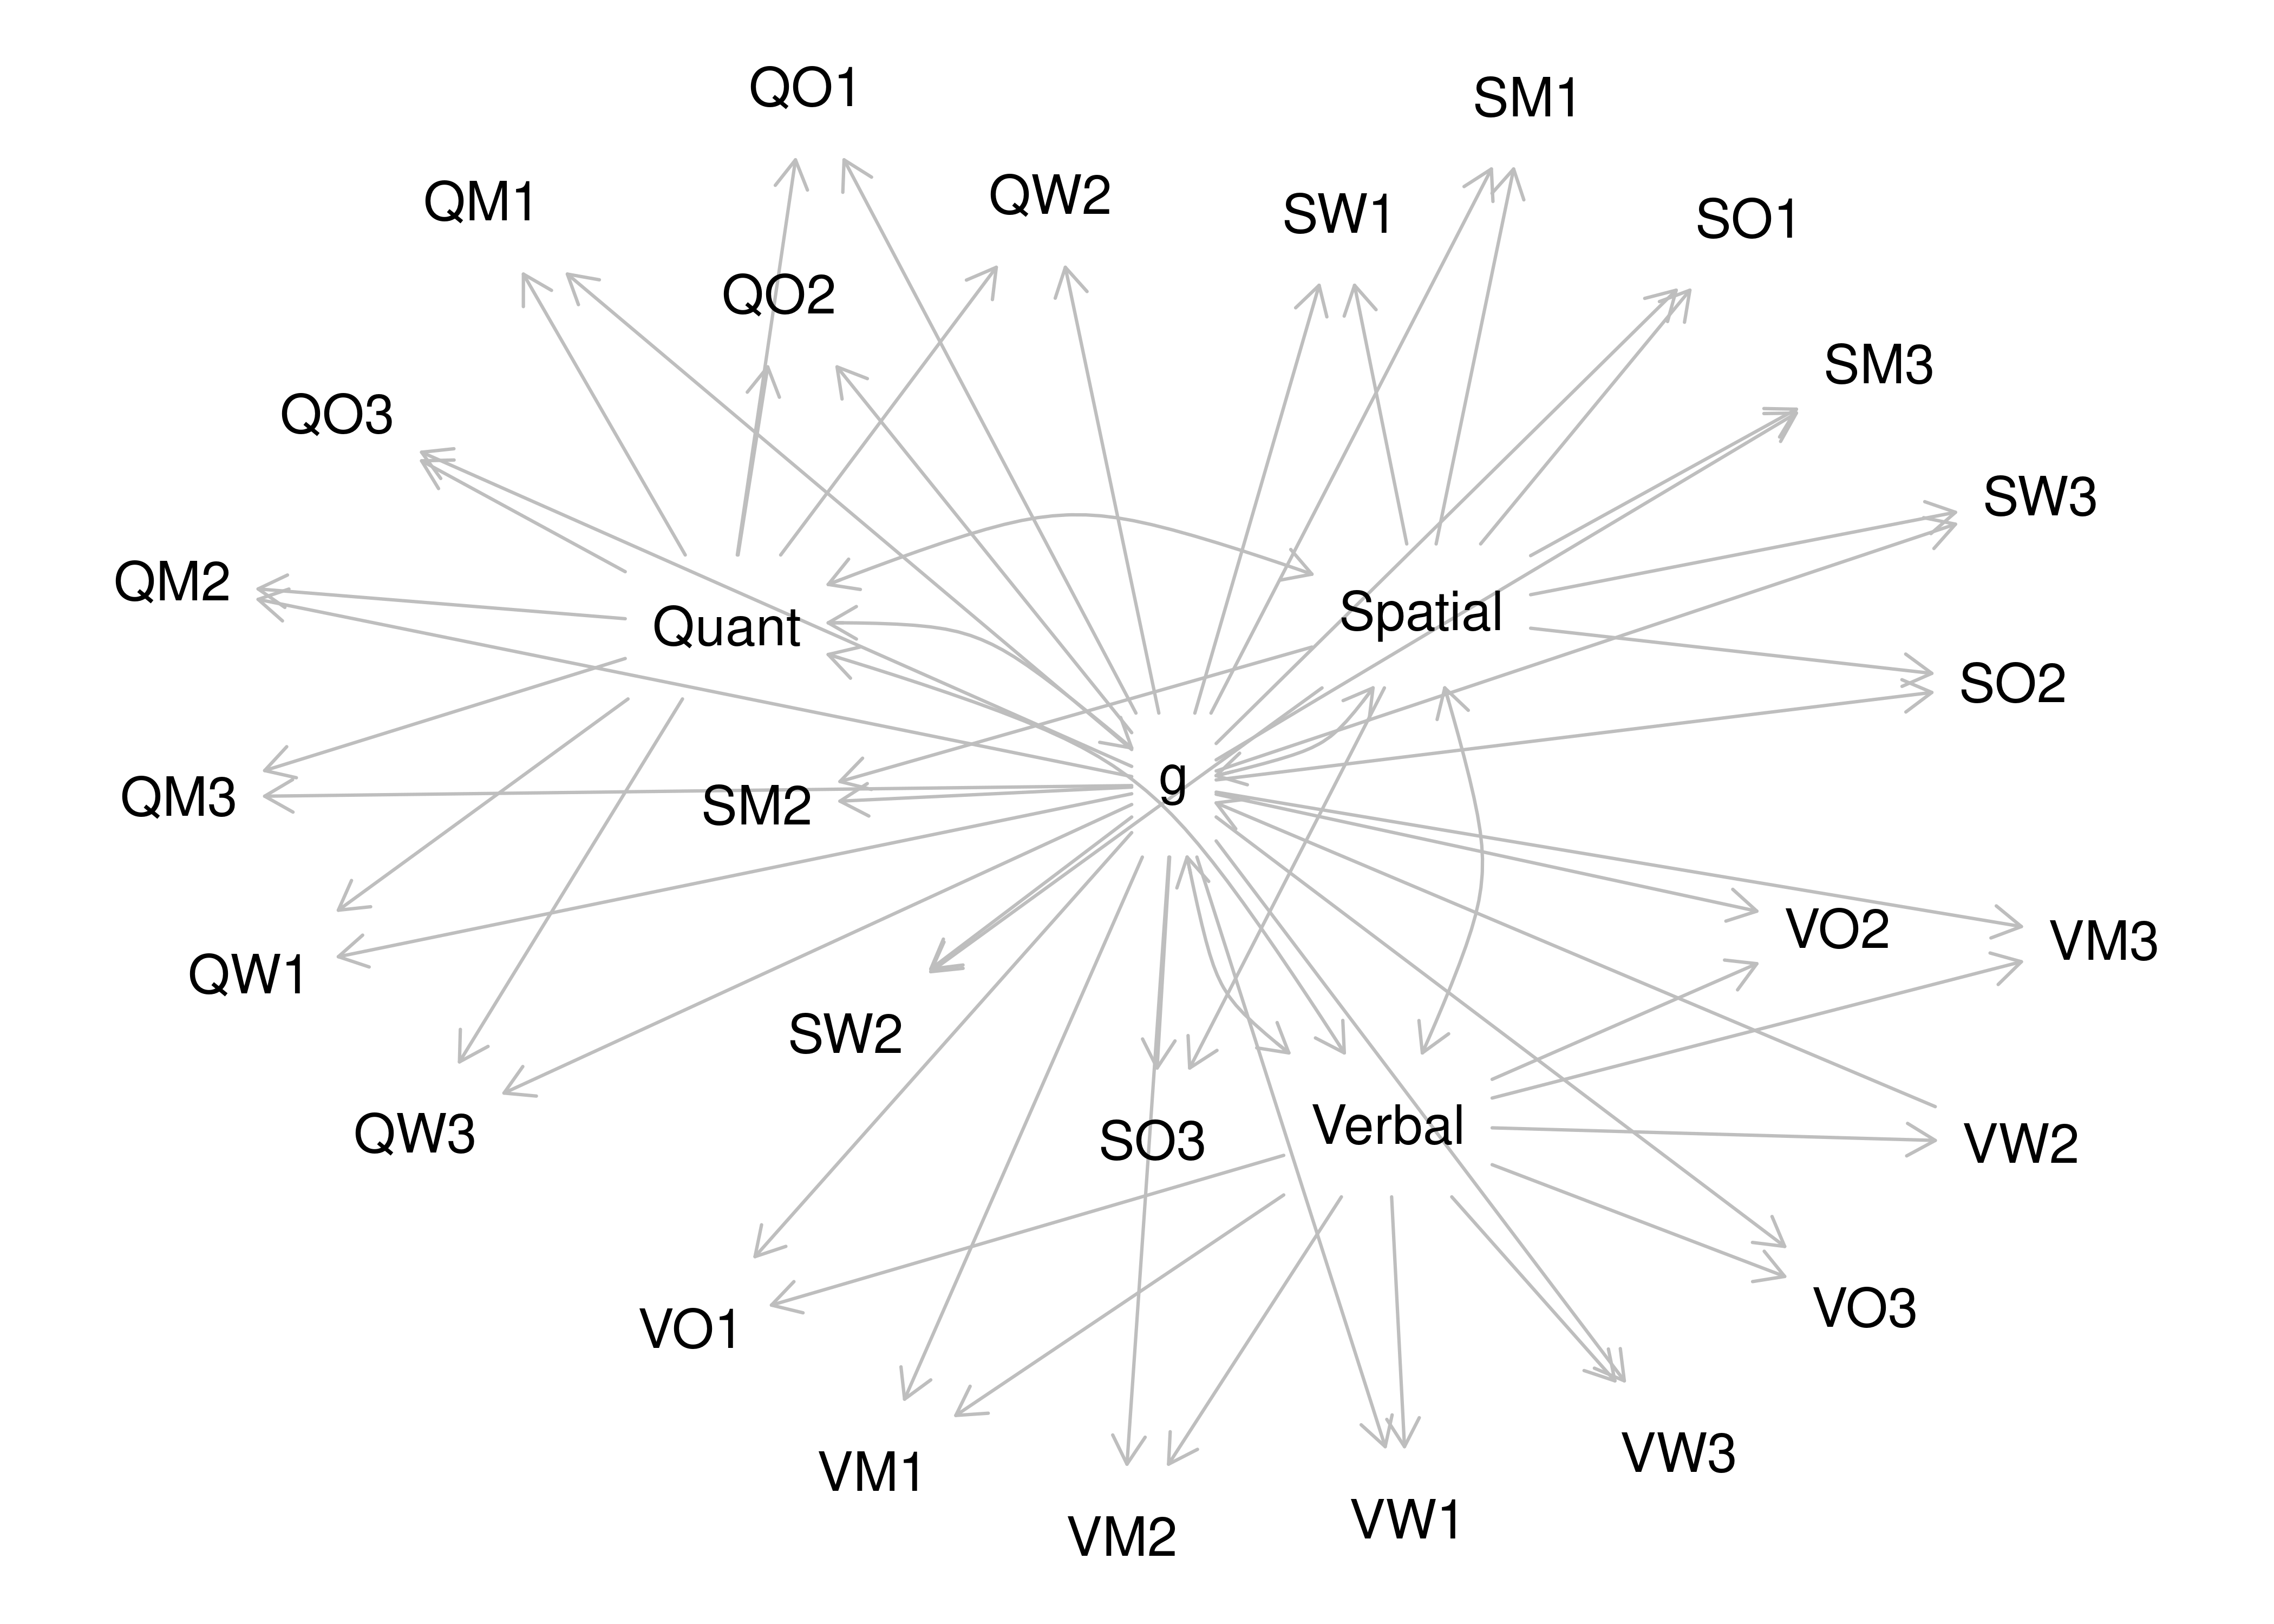 QO1
SM1
QM1
QW2
SW1
SO1
QO2
SM3
QO3
SW3
QM2
Quant
Spatial
SO2
g
QM3
SM2
VO2
VM3
QW1
SW2
QW3
SO3
Verbal
VW2
VO1
VO3
VM1
VW3
VM2
VW1